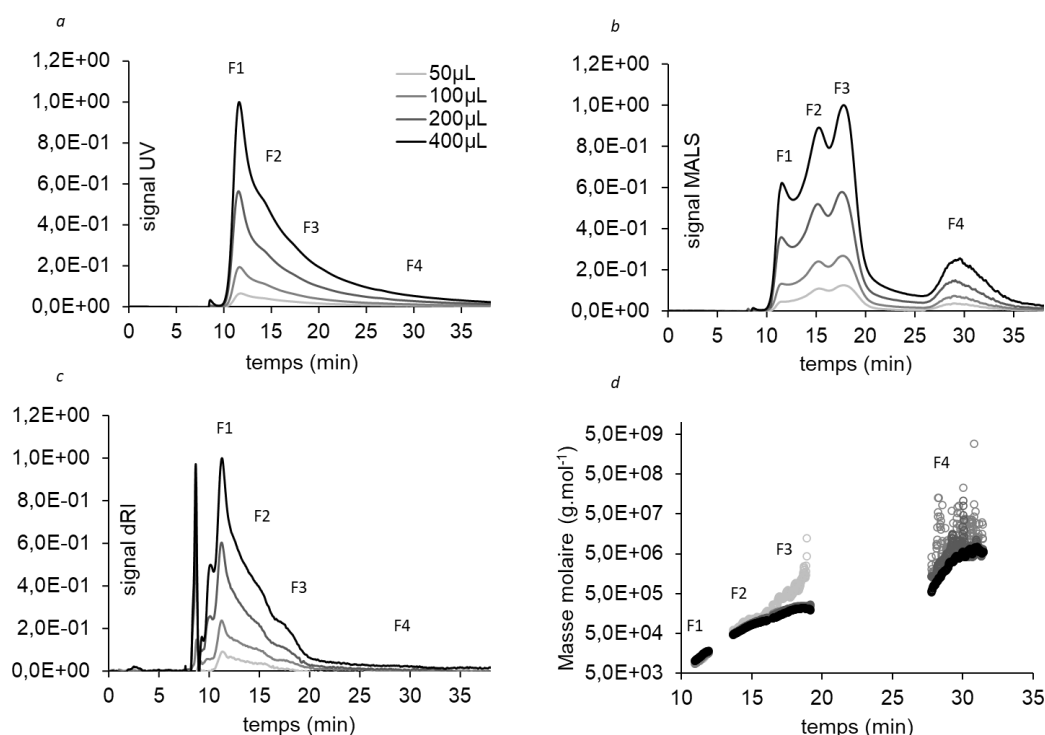 a
1,2E+00
1,0E+00
8,0E-01
6,0E-01
4,0E-01
2,0E-01
0,0E+00
signal UV
F1
F2
F3
F4
50µL
100µL
200µL
400µL
0 5 10 15 20 25 30 35
temps (min)
b
1,2E+00
1,0E+00
8,0E-01
6,0E-01
4,0E-01
2,0E-01
0,0E+00
signal MALS
F1
F2
F3
F4
0 5 10 15 20 25 30 35
temps (min)
c
1,2E+00
1,0E+00
8,0E-01
6,0E-01
4,0E-01
2,0E-01
0,0E+00
signal dRI
F1
F2
F3
F4
0 5 10 15 20 25 30 35
temps (min)
d
5,0E+09
5,0E+08
5,0E+07
5,0E+06
5,0E+05
5,0E+04
5,0E+03
Masse molaire (g.mol⁻¹)
F1
F2
F3
F4
10 15 20 25 30 35
temps (min)